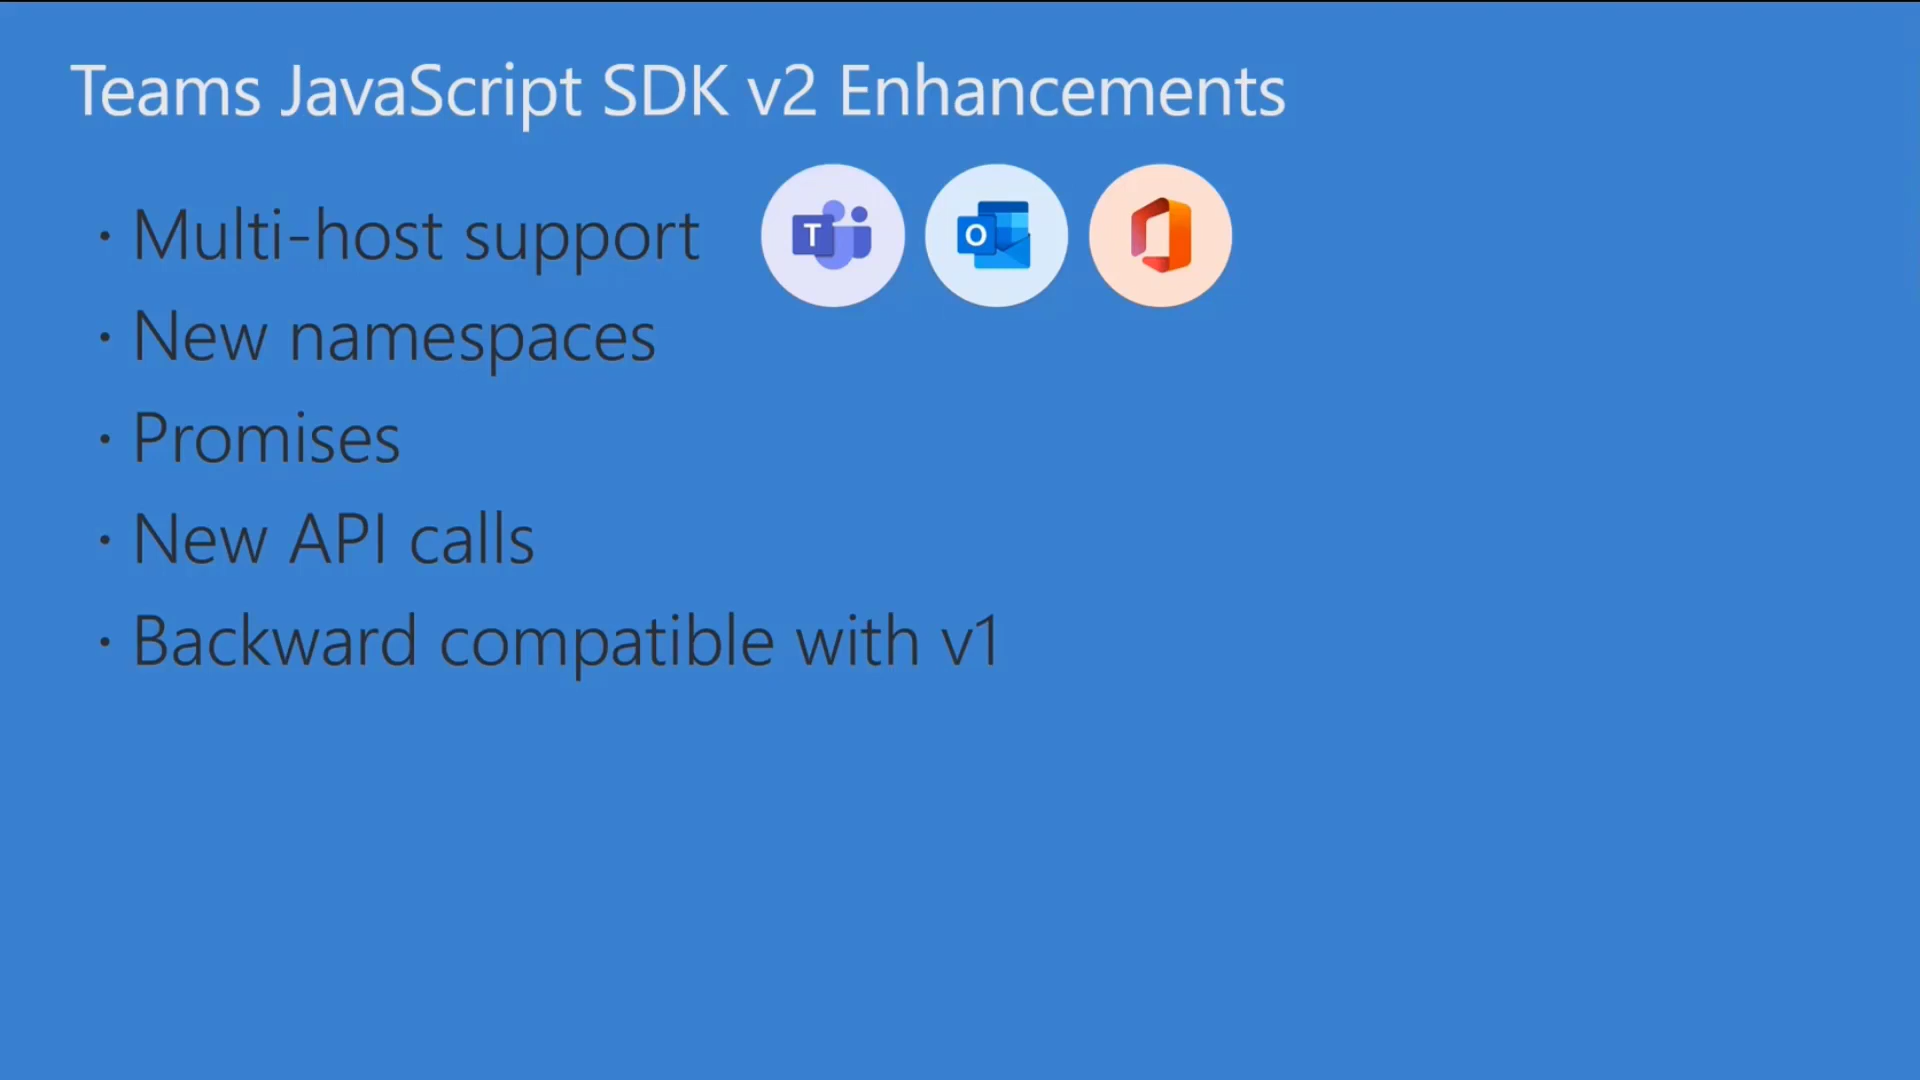 Teams JavaScript SDK v2 Enhancements
· Multi-host support
T
O
· New namespaces
· Promises
· New API calls
· Backward compatible with v1